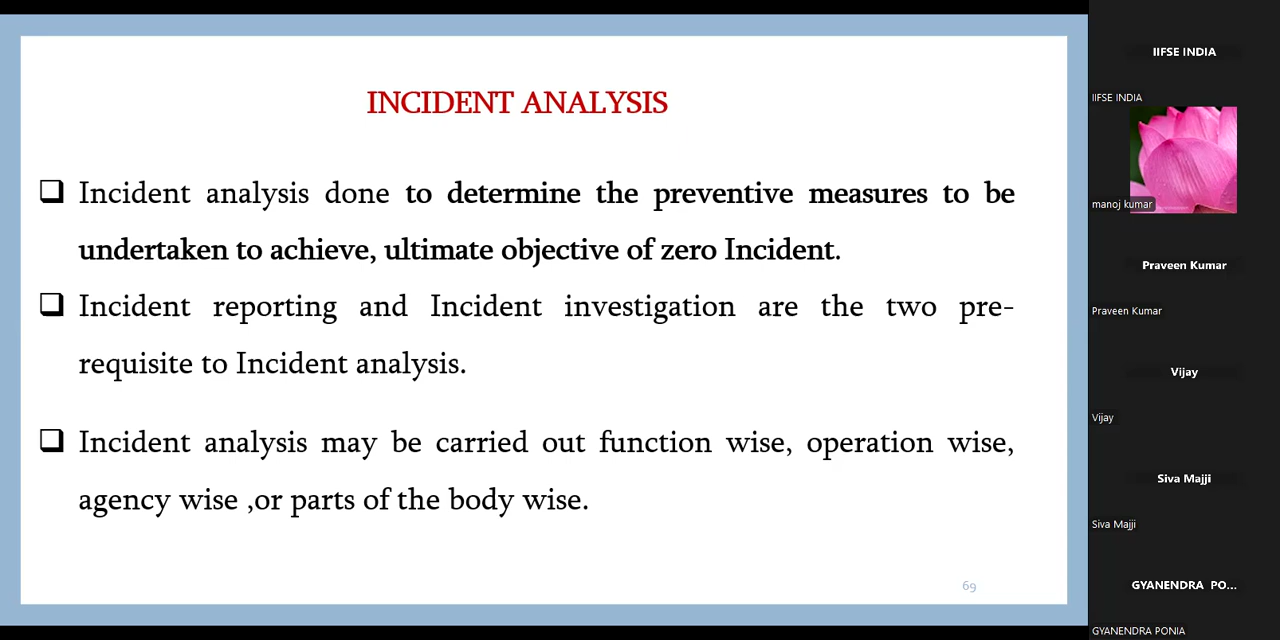 INCIDENT ANALYSIS
❑ Incident analysis done to determine the preventive measures to be
undertaken to achieve, ultimate objective of zero Incident.
❑ Incident reporting and Incident investigation are the two pre-
requisite to Incident analysis.
❑ Incident analysis may be carried out function wise, operation wise,
agency wise ,or parts of the body wise.
69
IIFSE INDIA
IIFSE INDIA
manoj kumar
Praveen Kumar
Praveen Kumar
Vijay
Vijay
Siva Majji
Siva Majji
GYANENDRA PO...
GYANENDRA PONIA